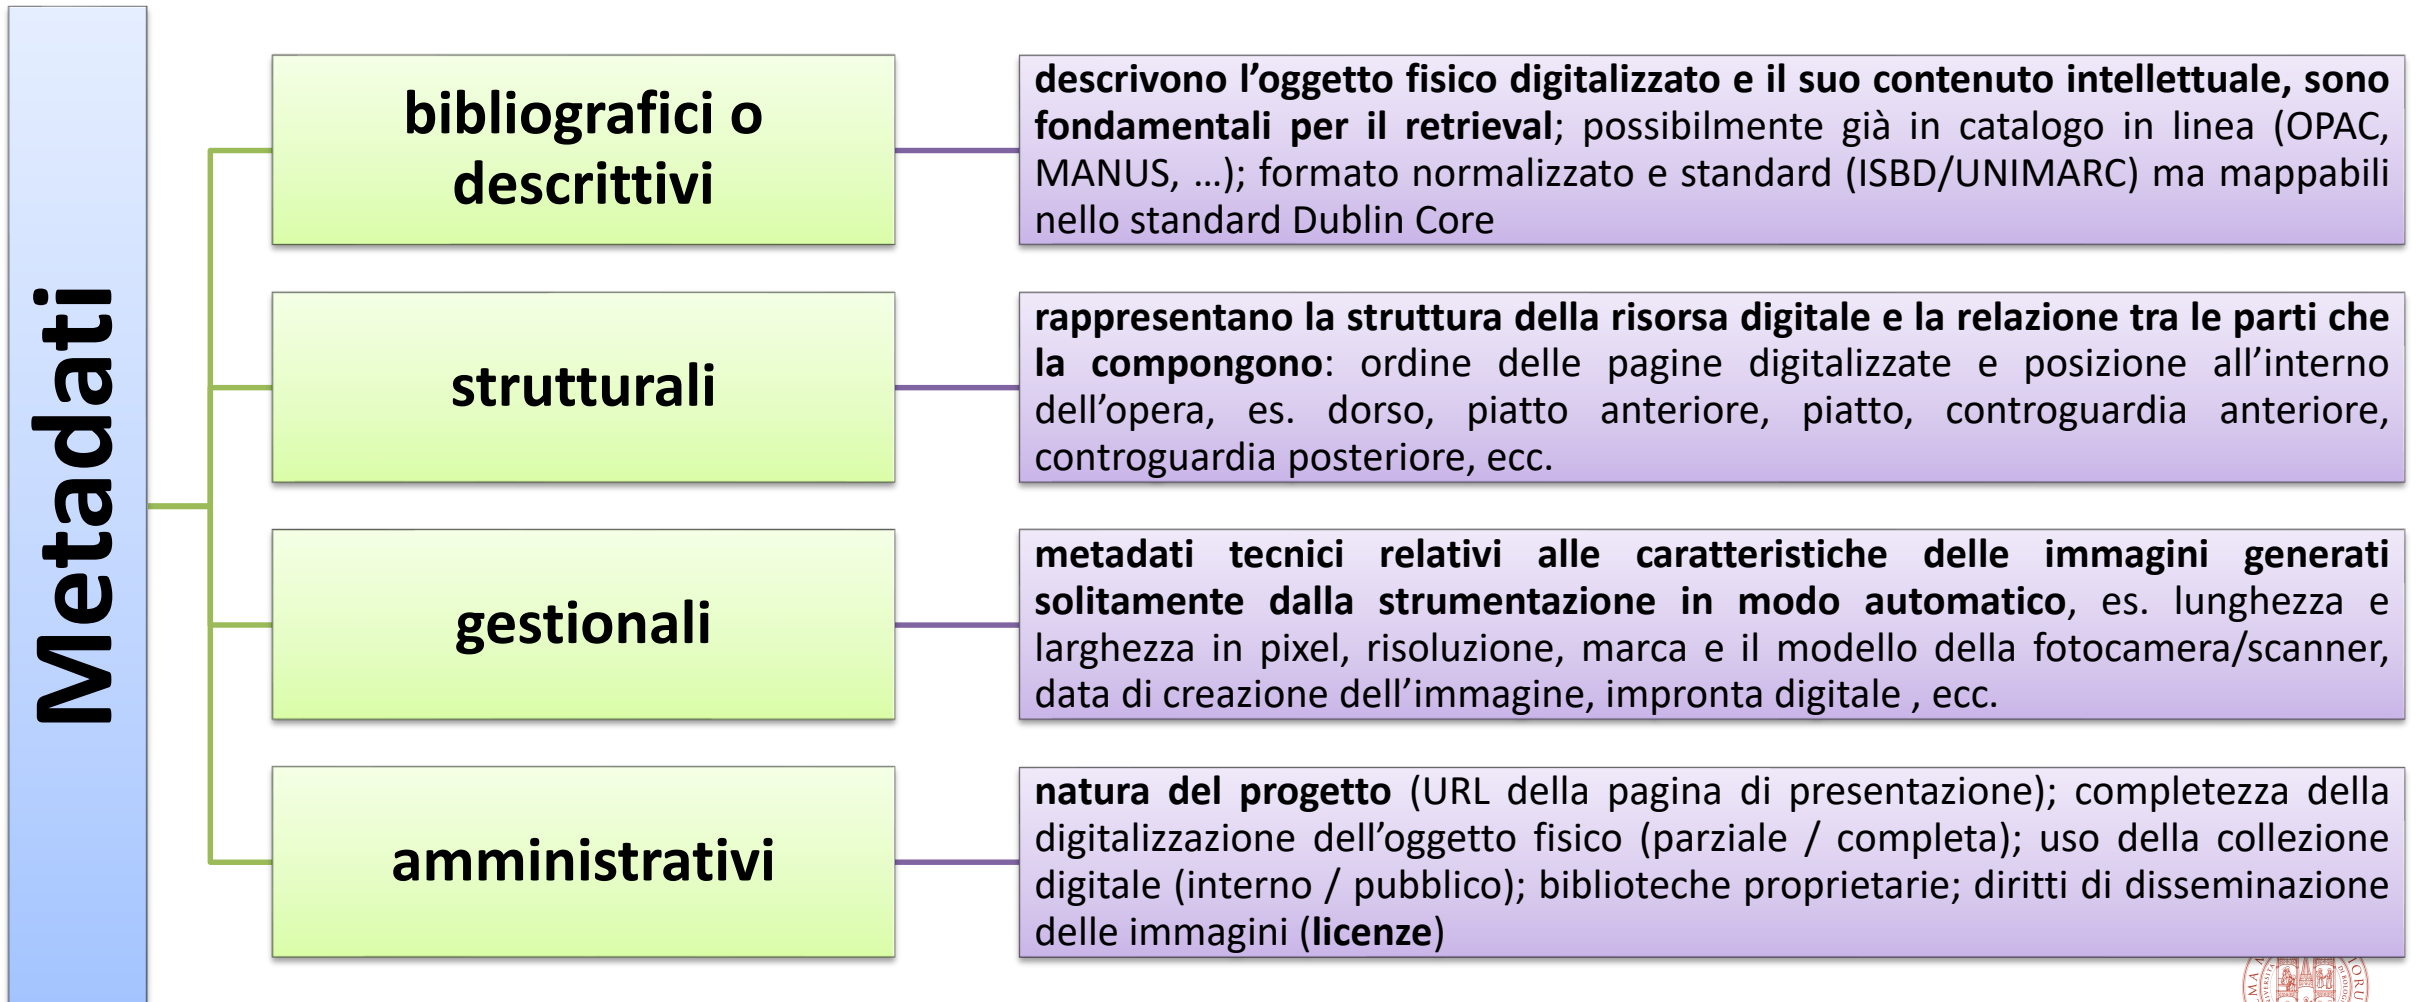 Metadati
bibliografici o
descrittivi
descrivono l’oggetto fisico digitalizzato e il suo contenuto intellettuale, sono
fondamentali per il retrieval; possibilmente già in catalogo in linea (OPAC,
MANUS, …); formato normalizzato e standard (ISBD/UNIMARC) ma mappabili
nello standard Dublin Core
strutturali
rappresentano la struttura della risorsa digitale e la relazione tra le parti che
la compongono: ordine delle pagine digitalizzate e posizione all’interno
dell’opera, es. dorso, piatto anteriore, piatto, controguardia anteriore,
controguardia posteriore, ecc.
gestionali
metadati tecnici relativi alle caratteristiche delle immagini generati
solitamente dalla strumentazione in modo automatico, es. lunghezza e
larghezza in pixel, risoluzione, marca e il modello della fotocamera/scanner,
data di creazione dell’immagine, impronta digitale , ecc.
amministrativi
natura del progetto (URL della pagina di presentazione); completezza della
digitalizzazione dell’oggetto fisico (parziale / completa); uso della collezione
digitale (interno / pubblico); biblioteche proprietarie; diritti di disseminazione
delle immagini (licenze)